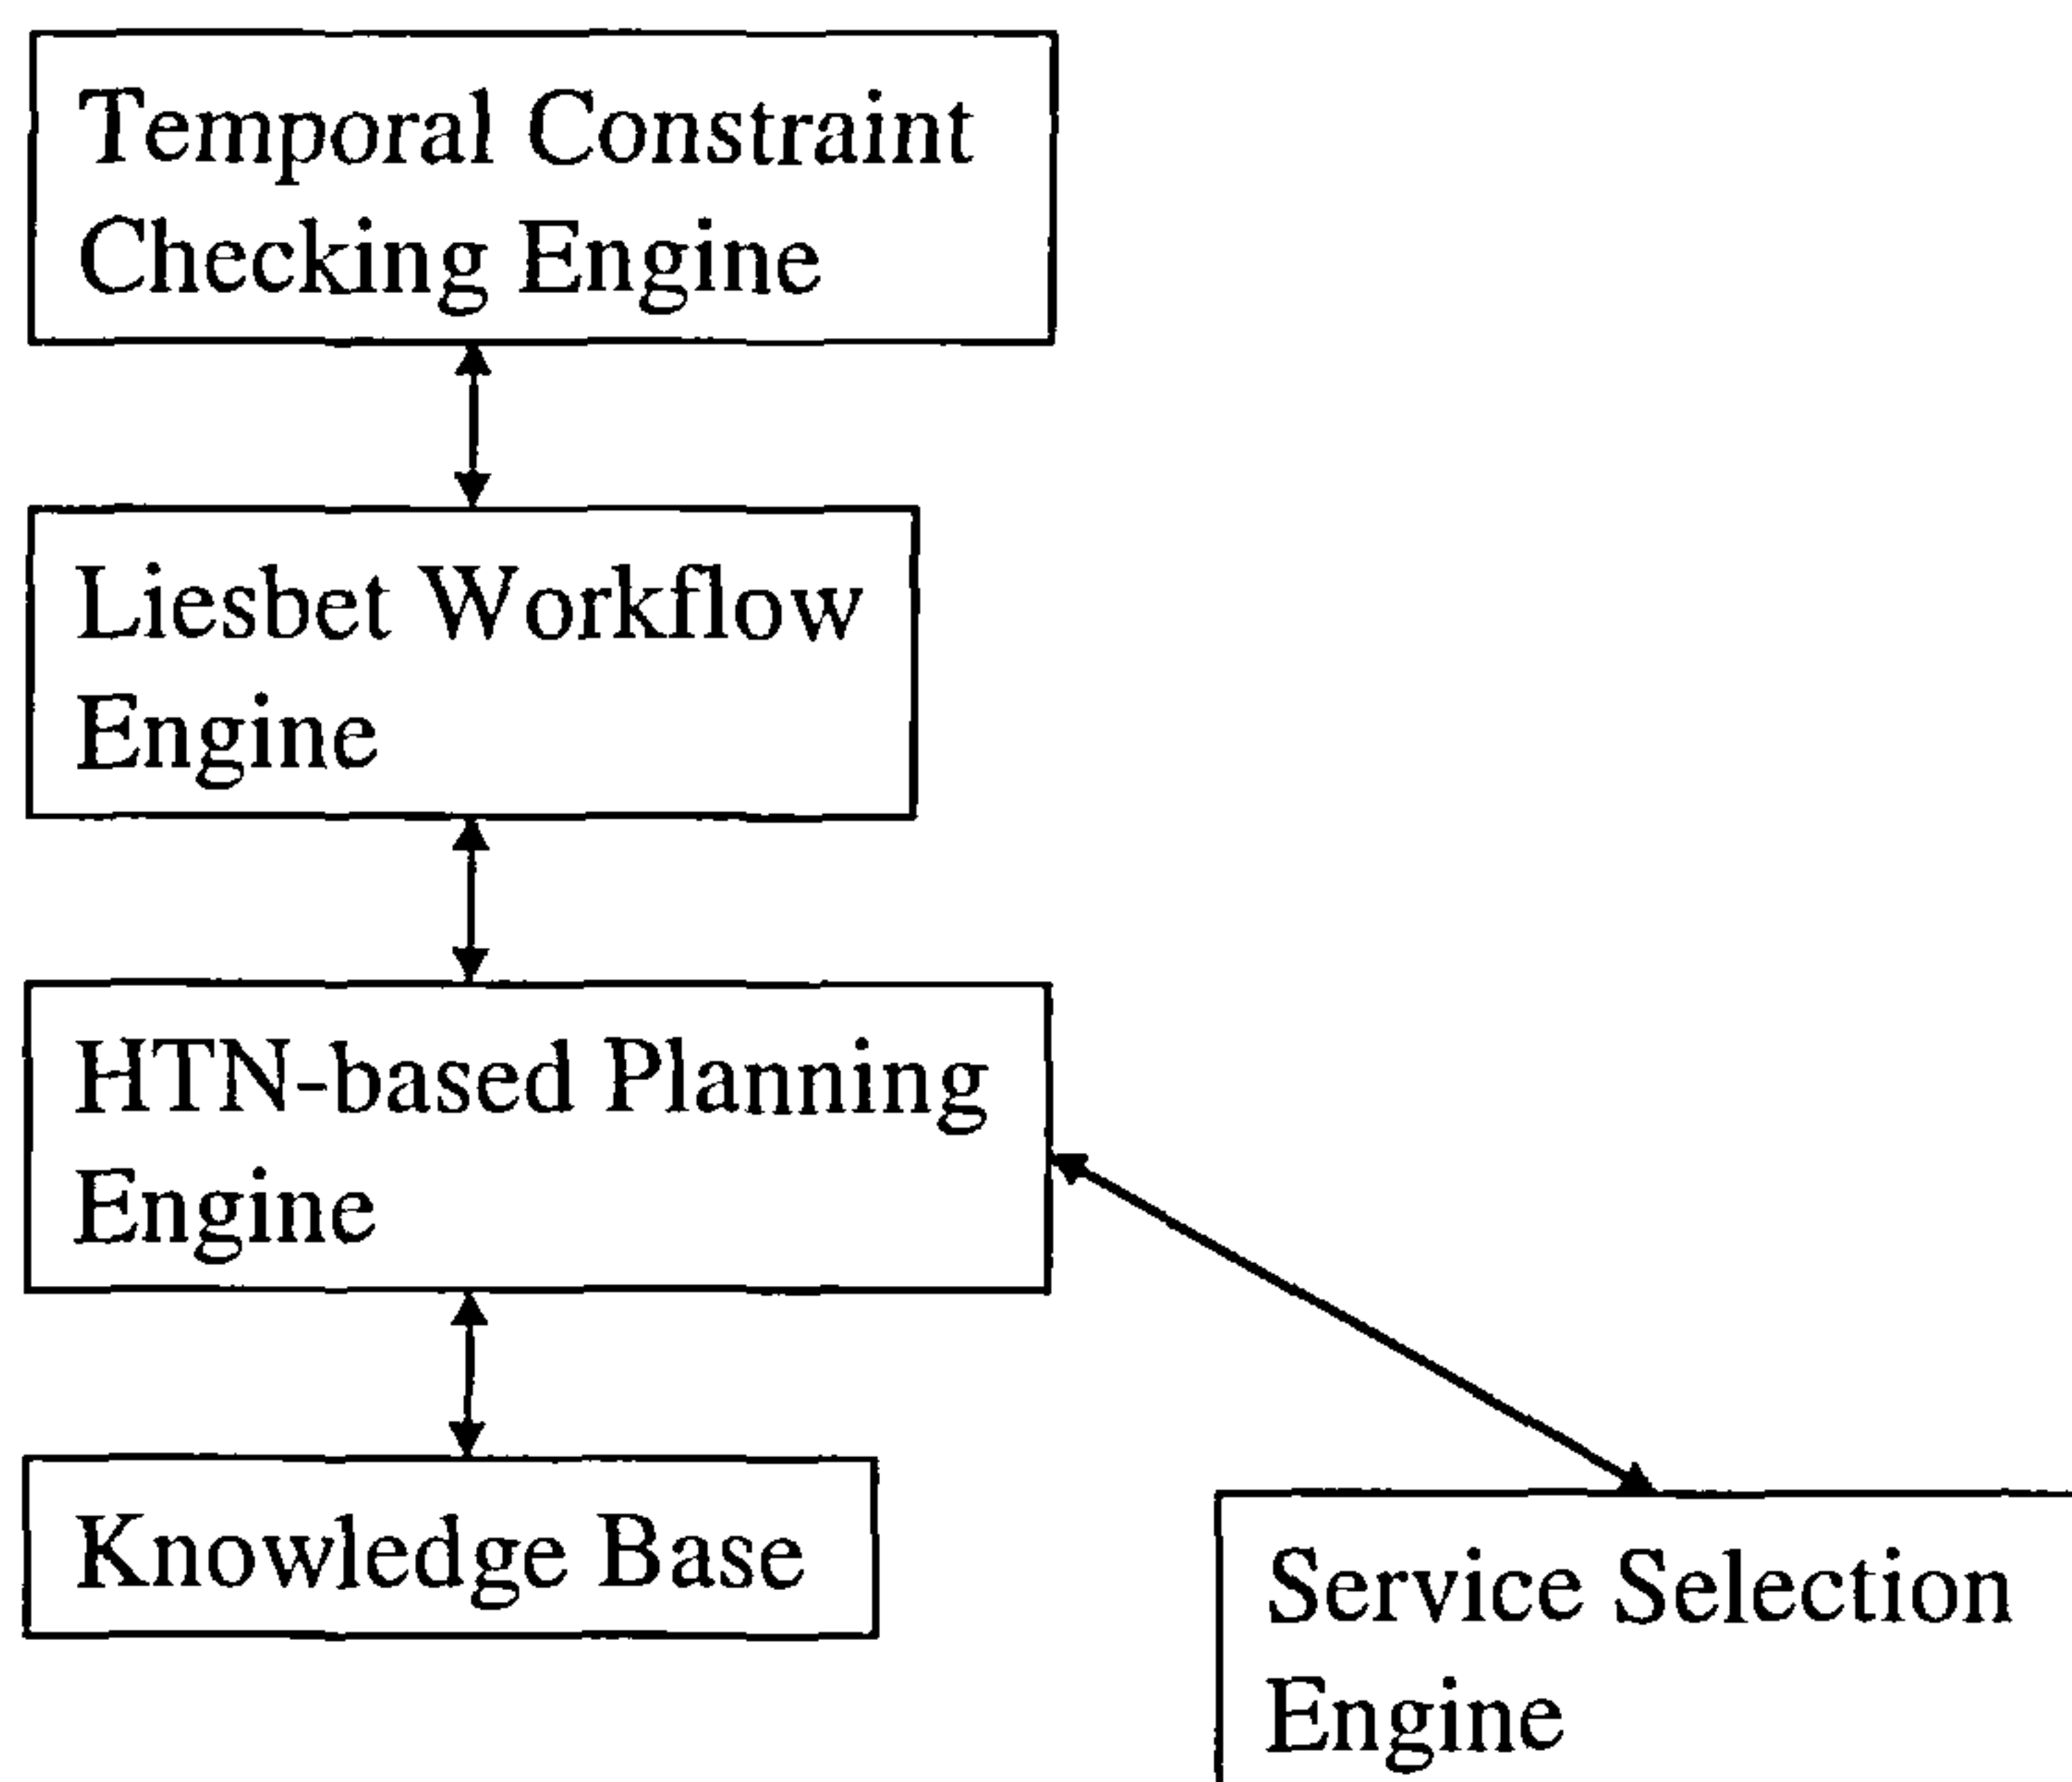 Temporal Constraint
Checking Engine
Liesbet Workflow
Engine
HTN-based Planning
Engine
Knowledge Base
Service Selection
Engine